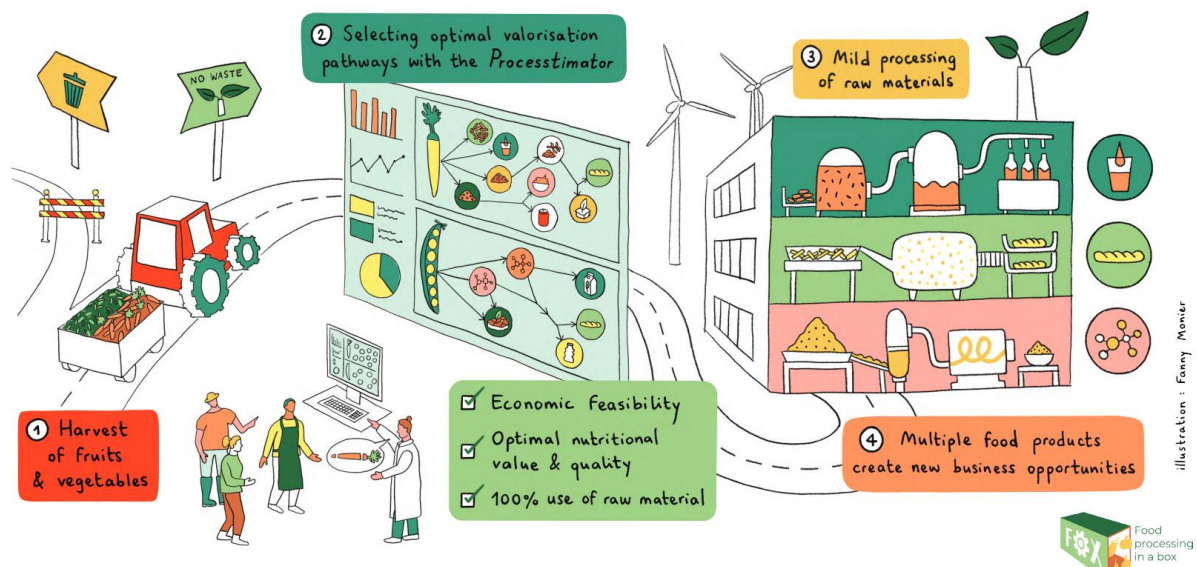 NO WASTE
2 Selecting optimal valorisation
pathways with the Processtimator
3 Mild processing
of raw materials
1 Harvest
of fruits
& vegetables
Economic feasibility
Optimal nutritional
value & quality
100% use of raw material
4 Multiple food products
create new business opportunities
illustration : Fanny Monier
FOX
Food
processing
in a box